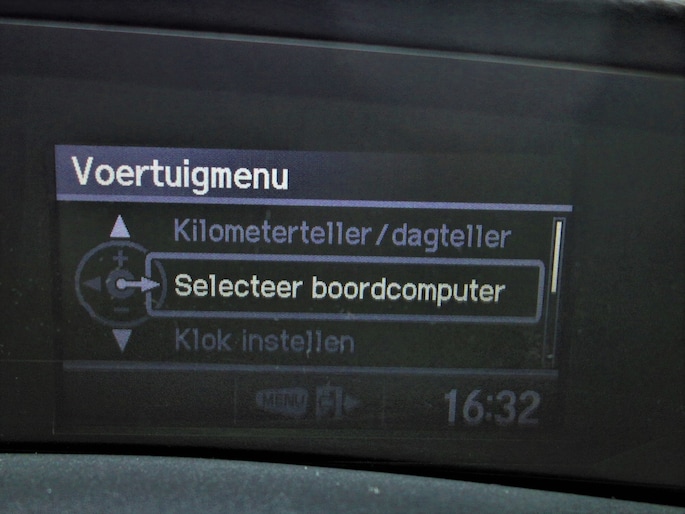 Voertuigmenu
Kilometerteller/dagteller
Selecteer boordcomputer
Klok instellen
MENU
16:32